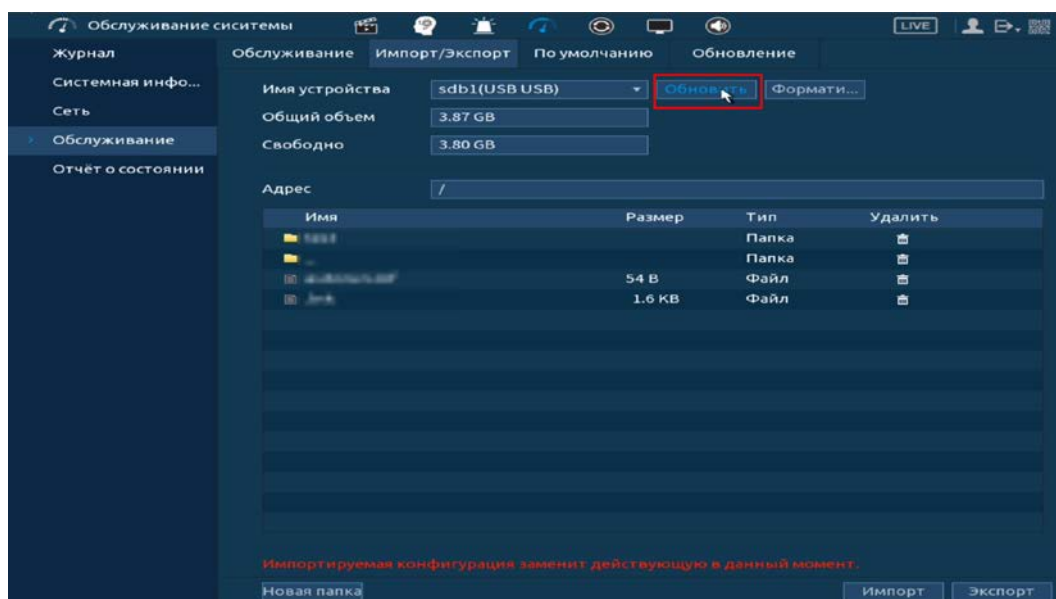 Обслуживание сиситемы LIVE
Журнал
Системная инфо...
Сеть
Обслуживание
Отчёт о состоянии
Обслуживание Импорт/Экспорт По умолчанию Обновление
Имя устройства sdb1(USB USB) Обновить Формати...
Общий объем 3.87 GB
Свободно 3.80 GB
Адрес /
Имя Размер Тип Удалить
Папка
Папка
54 B Файл
1.6 KB Файл
Импортируемая конфигурация заменит действующую в данный момент.
Новая папка Импорт Экспорт